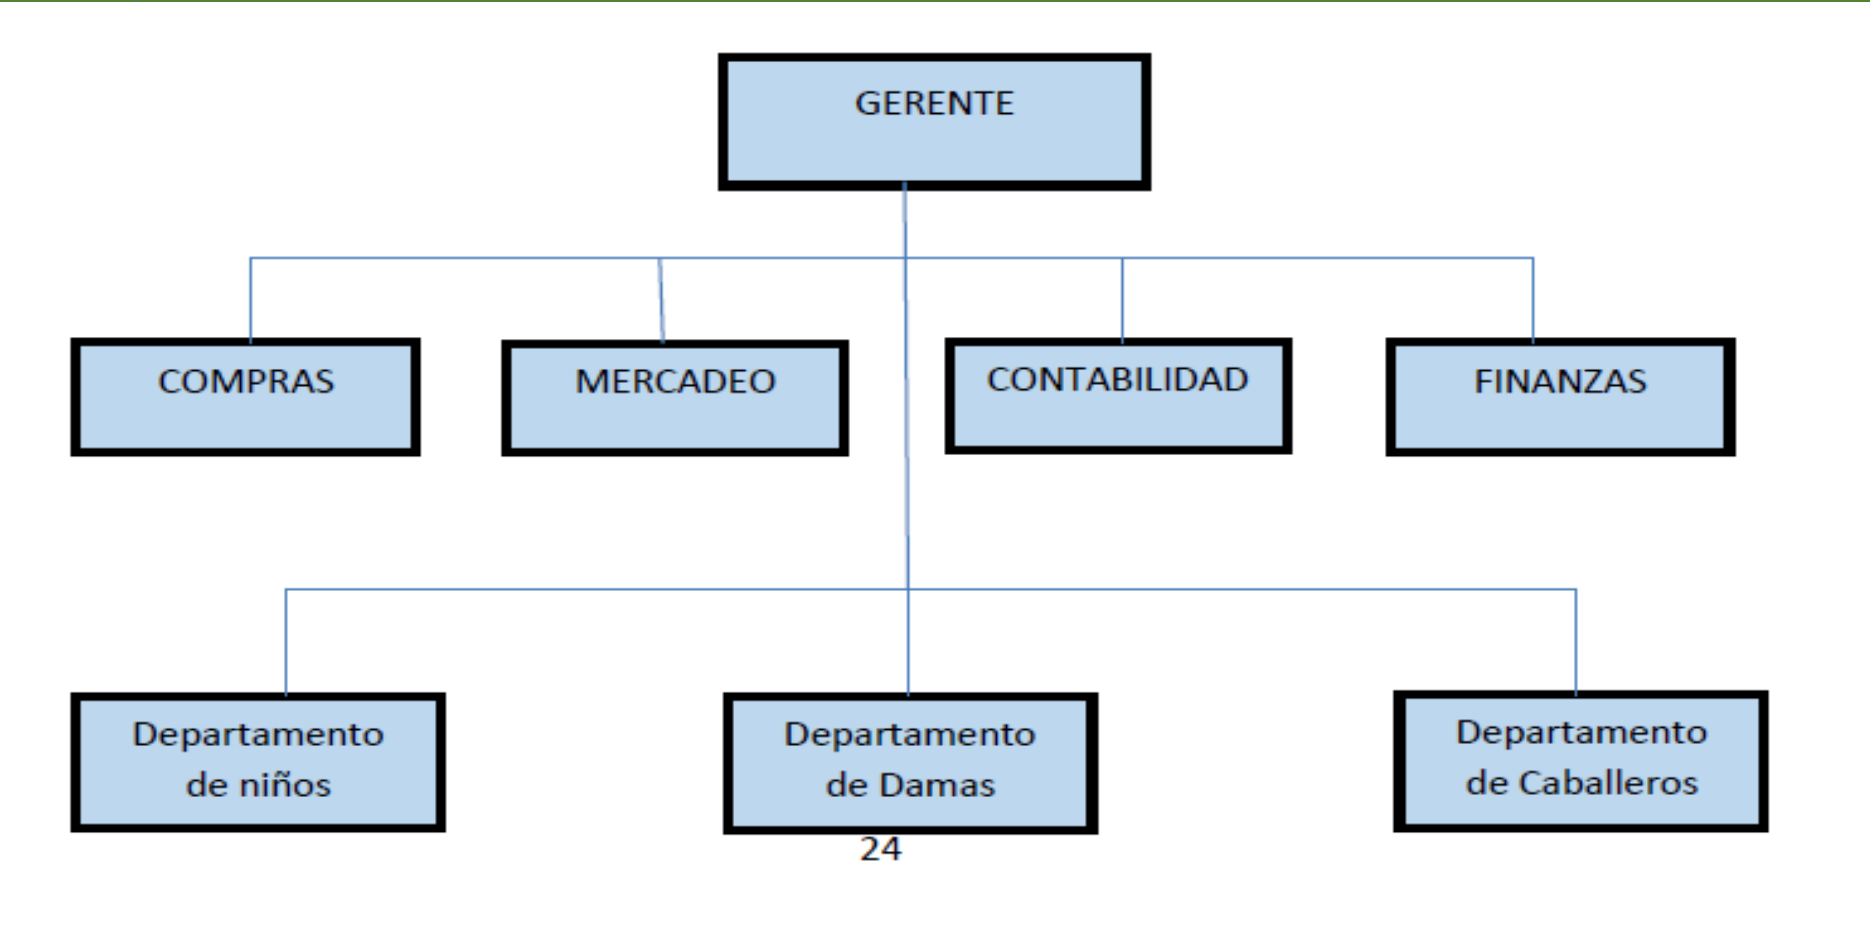 GERENTE
COMPRAS
MERCADEO
CONTABILIDAD
FINANZAS
Departamento
de niños
Departamento
de Damas
Departamento
de Caballeros
24